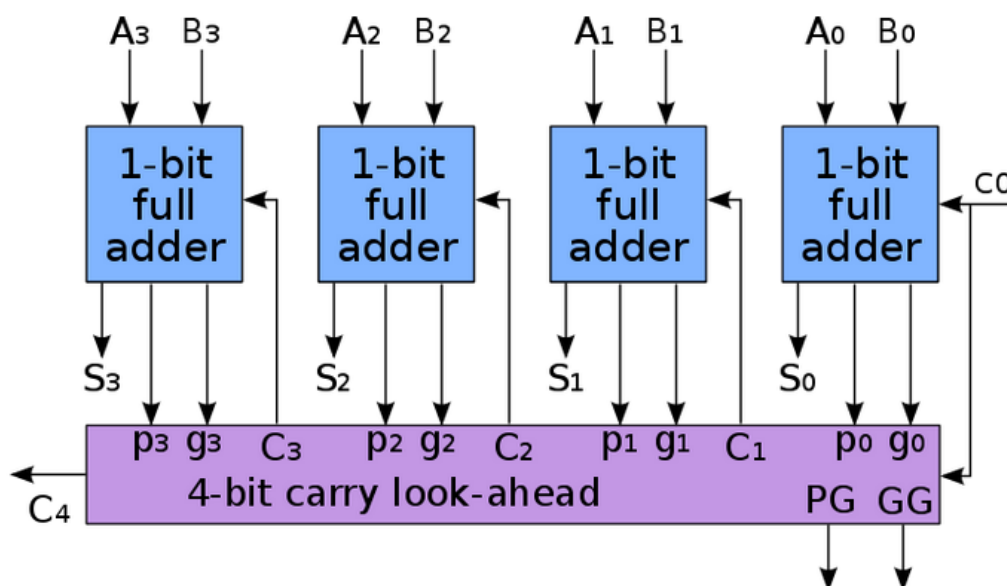 A3 B3 A2 B2 A1 B1 A0 B0
1-bit full adder
1-bit full adder
1-bit full adder
1-bit full adder
c0
S3 S2 S1 S0
p3 g3 C3 p2 g2 C2 p1 g1 C1 p0 g0
4-bit carry look-ahead
PG GG
C4